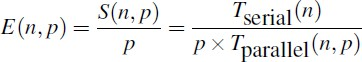 E(n, p) = S(n, p) / p = T_serial(n) / (p × T_parallel(n, p))